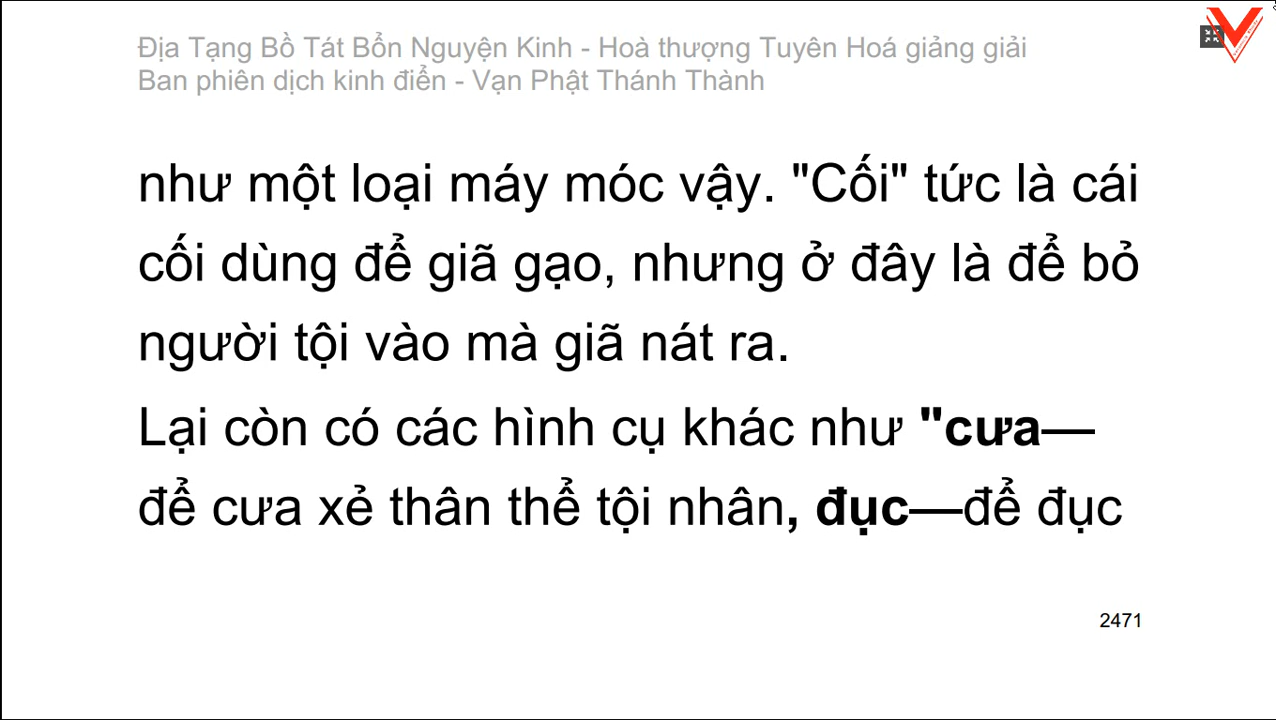 Địa Tạng Bồ Tát Bổn Nguyện Kinh - Hoà thượng Tuyên Hoá giảng giải
Ban phiên dịch kinh điển - Vạn Phật Thánh Thành
như một loại máy móc vậy. "Cối" tức là cái
cối dùng để giã gạo, nhưng ở đây là để bỏ
người tội vào mà giã nát ra.
Lại còn có các hình cụ khác như "cưa—
để cưa xẻ thân thể tội nhân, đục—để đục
2471